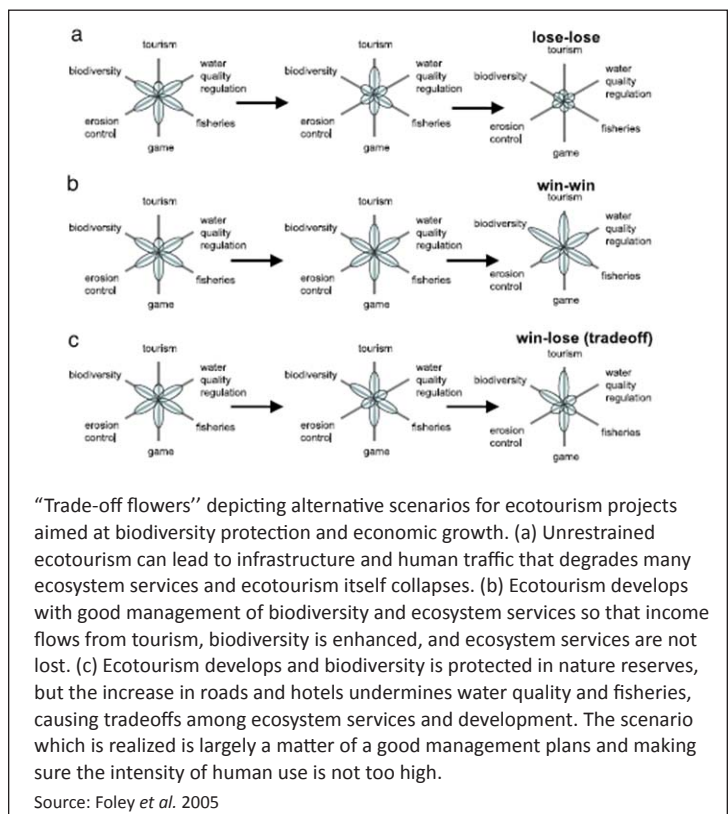 a
lose-lose
tourism
tourism
tourism
biodiversity
water
quality
regulation
biodiversity
water
quality
regulation
biodiversity
water
quality
regulation
erosion
control
fisheries
erosion
control
fisheries
erosion
control
fisheries
game
game
game
b
win-win
tourism
tourism
tourism
biodiversity
water
quality
regulation
biodiversity
water
quality
regulation
biodiversity
water
quality
regulation
erosion
control
fisheries
erosion
control
fisheries
erosion
control
fisheries
game
game
game
c
win-lose (tradeoff)
tourism
tourism
tourism
biodiversity
water
quality
regulation
biodiversity
water
quality
regulation
biodiversity
water
quality
regulation
erosion
control
fisheries
erosion
control
fisheries
erosion
control
fisheries
game
game
game
“Trade-off flowers’’ depicting alternative scenarios for ecotourism projects
aimed at biodiversity protection and economic growth. (a) Unrestrained
ecotourism can lead to infrastructure and human traffic that degrades many
ecosystem services and ecotourism itself collapses. (b) Ecotourism develops
with good management of biodiversity and ecosystem services so that income
flows from tourism, biodiversity is enhanced, and ecosystem services are not
lost. (c) Ecotourism develops and biodiversity is protected in nature reserves,
but the increase in roads and hotels undermines water quality and fisheries,
causing tradeoffs among ecosystem services and development. The scenario
which is realized is largely a matter of a good management plans and making
sure the intensity of human use is not too high.
Source: Foley et al. 2005